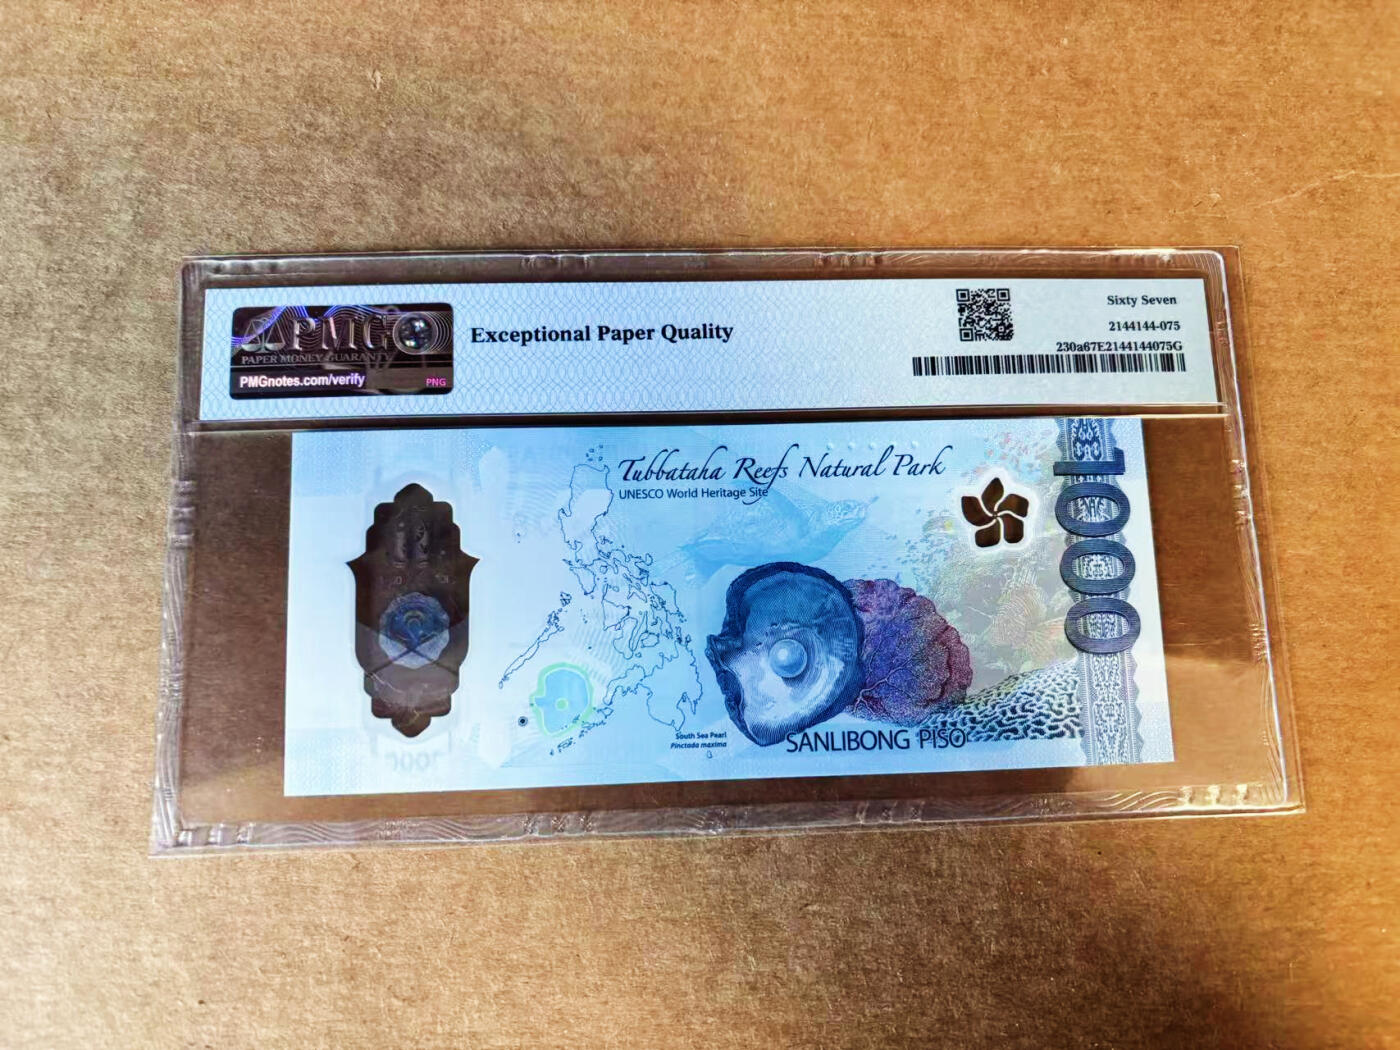 PMG
PAPER MONEY GUARANTY
PMGnotes.com/verify
PNG
Exceptional Paper Quality
Sixty Seven
2144144-075
230a67E2144144075G
Tubbataha Reefs Natural Park
UNESCO World Heritage Site
1000
South Sea Pearl
Pinctada maxima
SANLIBONG PISO